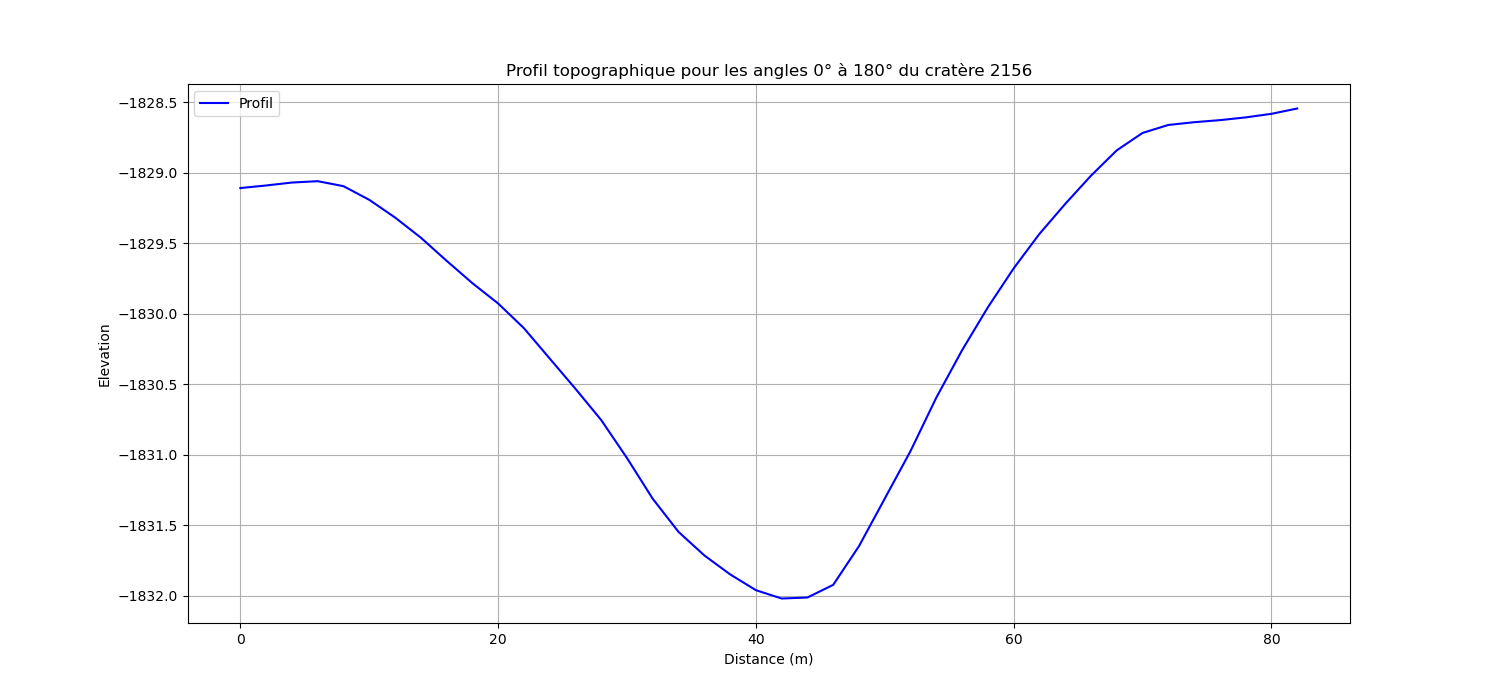 Profil topographique pour les angles 0° à 180° du cratère 2156
Profil
−1828.5
−1829.0
−1829.5
−1830.0
−1830.5
−1831.0
−1831.5
−1832.0
Elevation
0 20 40 60 80
Distance (m)